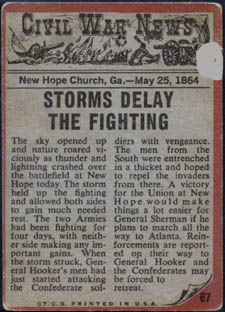 CIVIL WAR NEWS
New Hope Church, Ga.—May 25, 1864
STORMS DELAY
THE FIGHTING
The sky opened up
and nature roared vi-
ciously as thunder and
lightning crashed over
the battlefield at New
Hope today. The storm
held up the fighting
and allowed both sides
to gain much needed
rest. The two Armies
had been fighting for
four days, with neith-
er side making any im-
portant gains. When
the storm struck, Gen-
eral Hooker's men had
just started attacking
the Confederate sol-
diers with vengeance.
The men from the
South were entrenched
in a thicket and hoped
to repel the invaders
from there. A victory
for the Union at New
Hope would make
things a lot easier for
General Sherman if he
plans to march all the
way to Atlanta. Rein-
forcements are report-
ed on their way to
General Hooker and
the Confederates may
be forced to
retreat.
67
© T.C.G. PRINTED IN U.S.A.